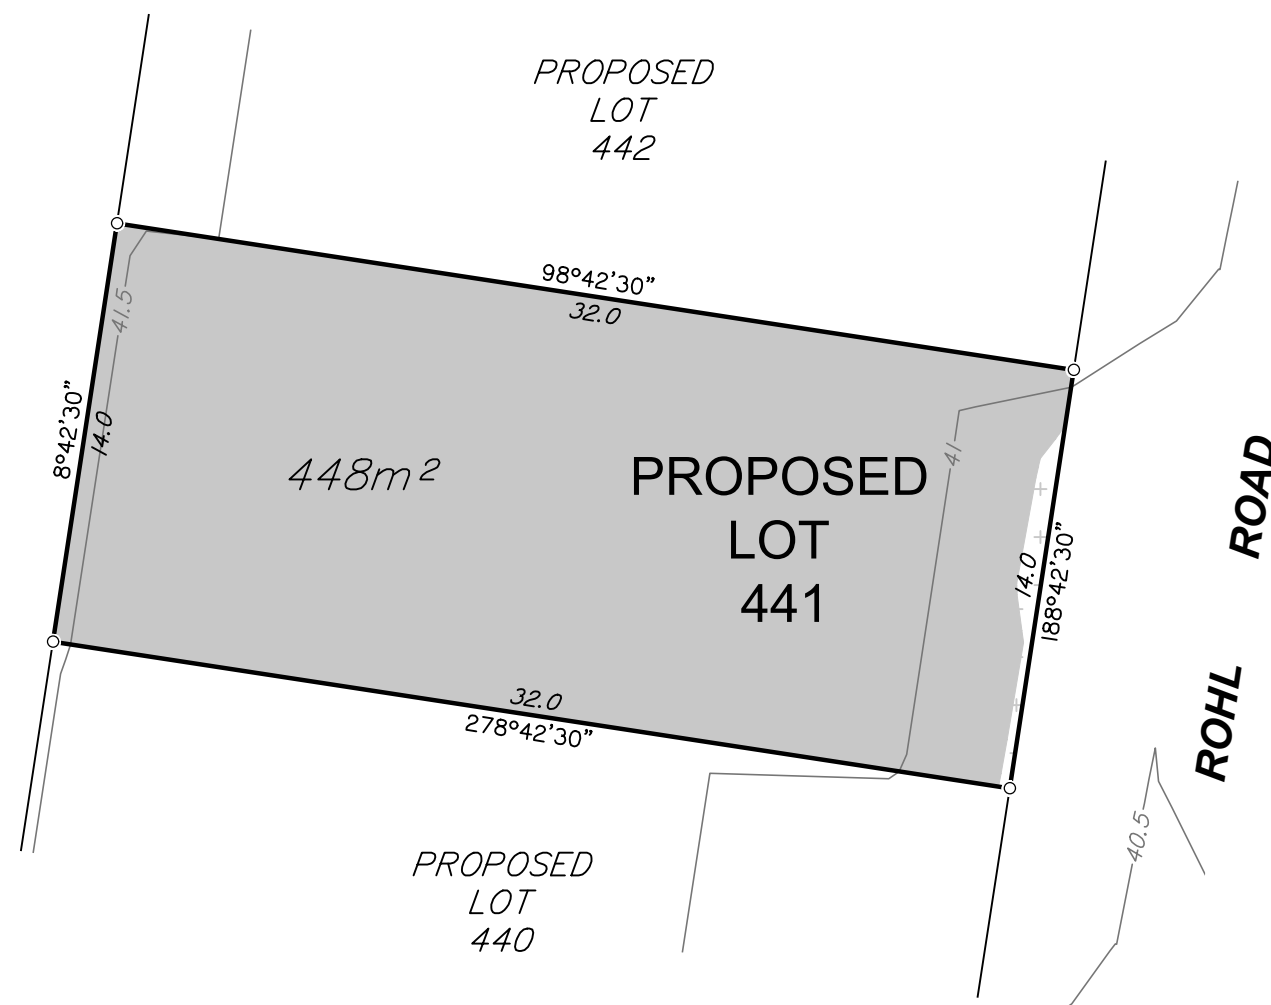 PROPOSED
LOT
442
98°42'30"
32.0
41.5
8°42'30"
14.0
448m²
PROPOSED
LOT
441
41
14.0
188°42'30"
ROHL ROAD
32.0
278°42'30"
40.5
PROPOSED
LOT
440